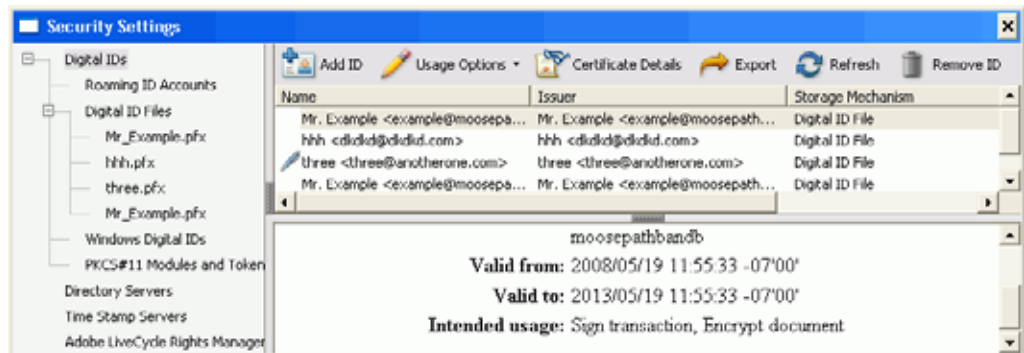 Security Settings
Digital IDs
Roaming ID Accounts
Digital ID Files
Mr_Example.pfx
hhh.pfx
three.pfx
Mr_Example.pfx
Windows Digital IDs
PKCS#11 Modules and Token
Directory Servers
Time Stamp Servers
Adobe LiveCycle Rights Manager
Add ID Usage Options Certificate Details Export Refresh Remove ID
Name Issuer Storage Mechanism
Mr. Example <example@moosepa... Mr. Example <example@moosepath... Digital ID File
hhh <dkdkd@dkdkd.com> hhh <dkdkd@dkdkd.com> Digital ID File
three <three@anotherone.com> three <three@anotherone.com> Digital ID File
Mr. Example <example@moosepa... Mr. Example <example@moosepath... Digital ID File
moosepathbandb
Valid from: 2008/05/19 11:55:33 -07'00'
Valid to: 2013/05/19 11:55:33 -07'00'
Intended usage: Sign transaction, Encrypt document